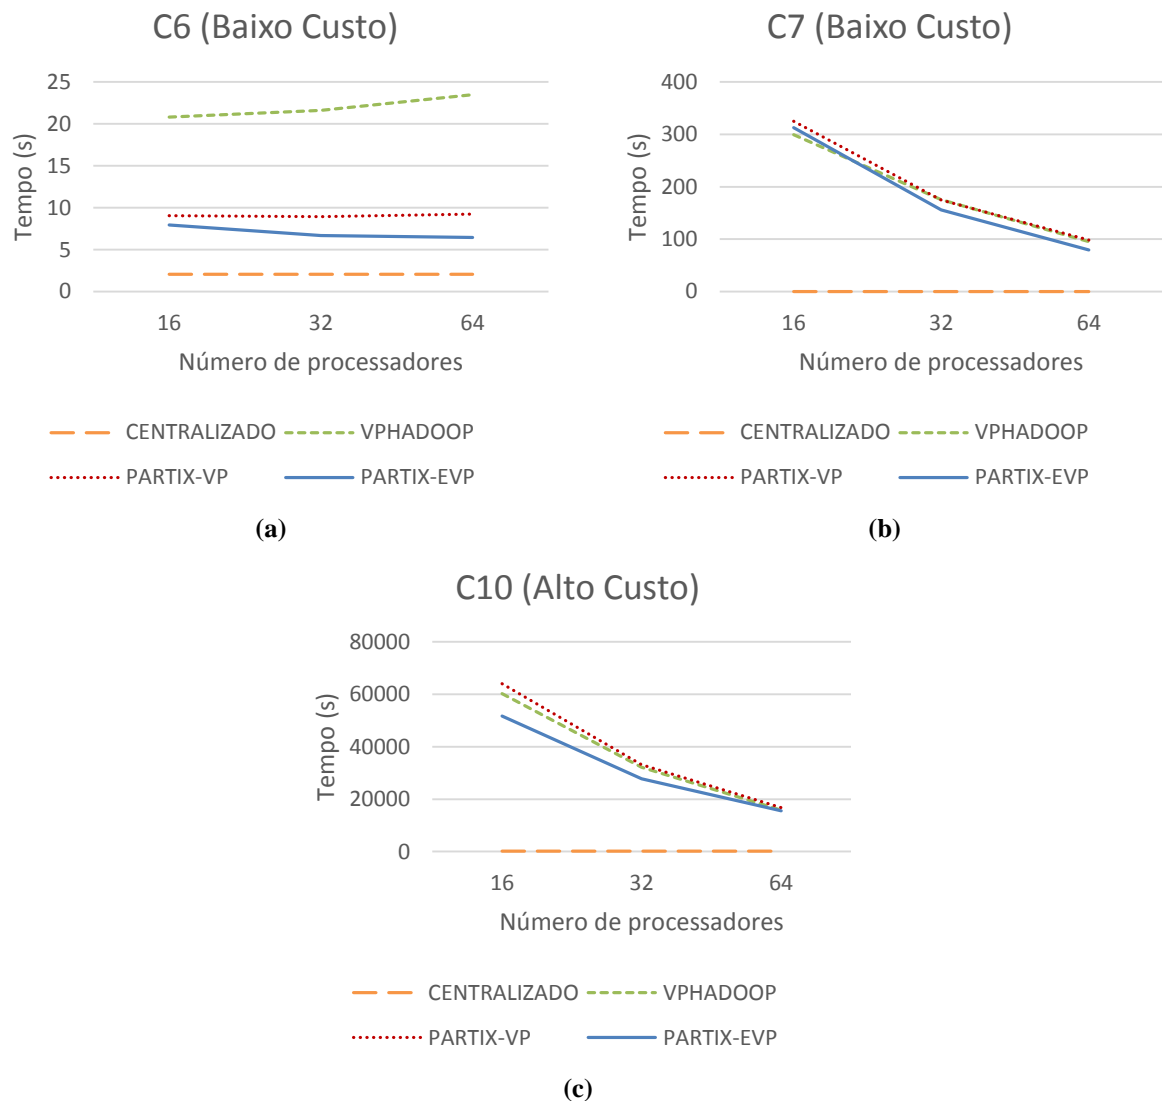 C6 (Baixo Custo)
25
20
15
10
5
0
Tempo (s)
16 32 64
Número de processadores
CENTRALIZADO VPHADOOP
PARTIX-VP PARTIX-EVP
(a)
C7 (Baixo Custo)
400
300
200
100
0
Tempo (s)
16 32 64
Número de processadores
CENTRALIZADO VPHADOOP
PARTIX-VP PARTIX-EVP
(b)
C10 (Alto Custo)
80000
60000
40000
20000
0
Tempo (s)
16 32 64
Número de processadores
CENTRALIZADO VPHADOOP
PARTIX-VP PARTIX-EVP
(c)